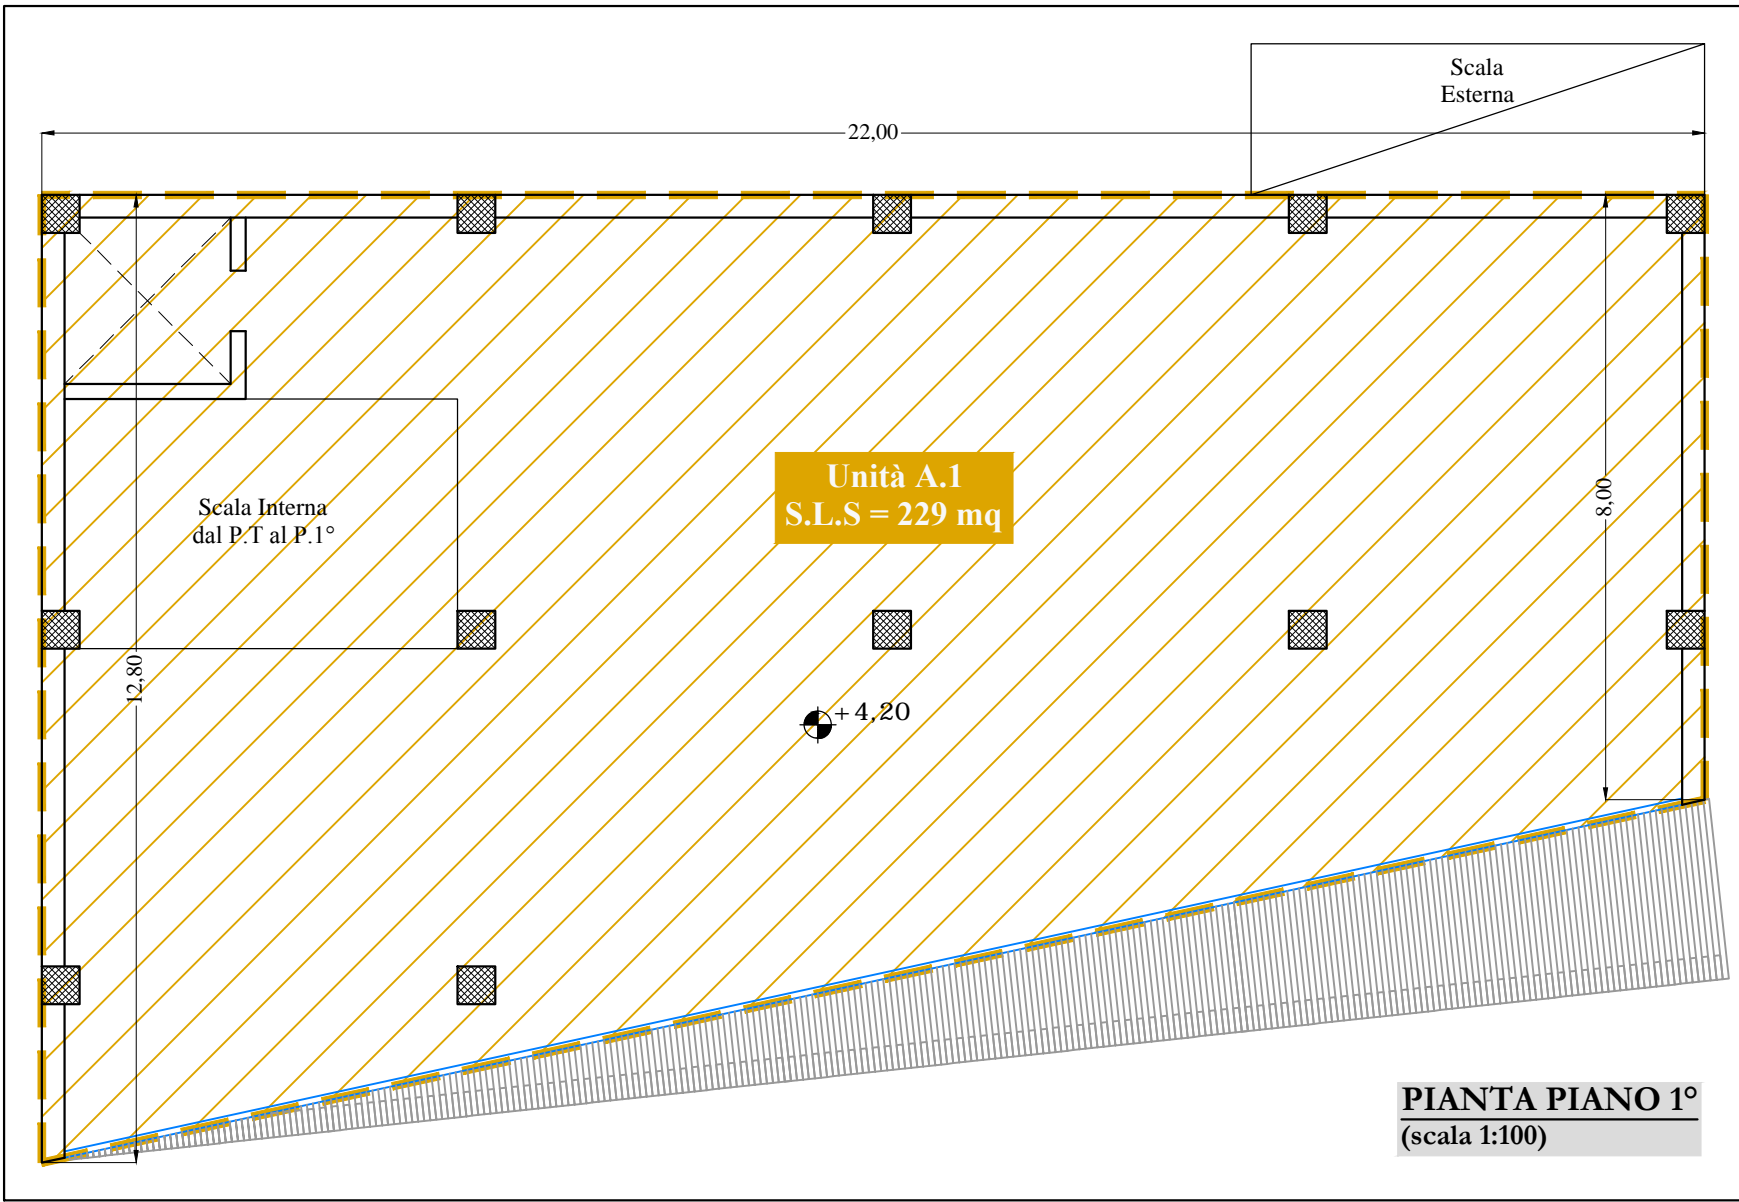 Scala
Esterna
22,00
Unità A.1
S.L.S = 229 mq
8,00
Scala Interna
dal P.T al P.1°
12,80
+4,20
PIANTA PIANO 1°
(scala 1:100)